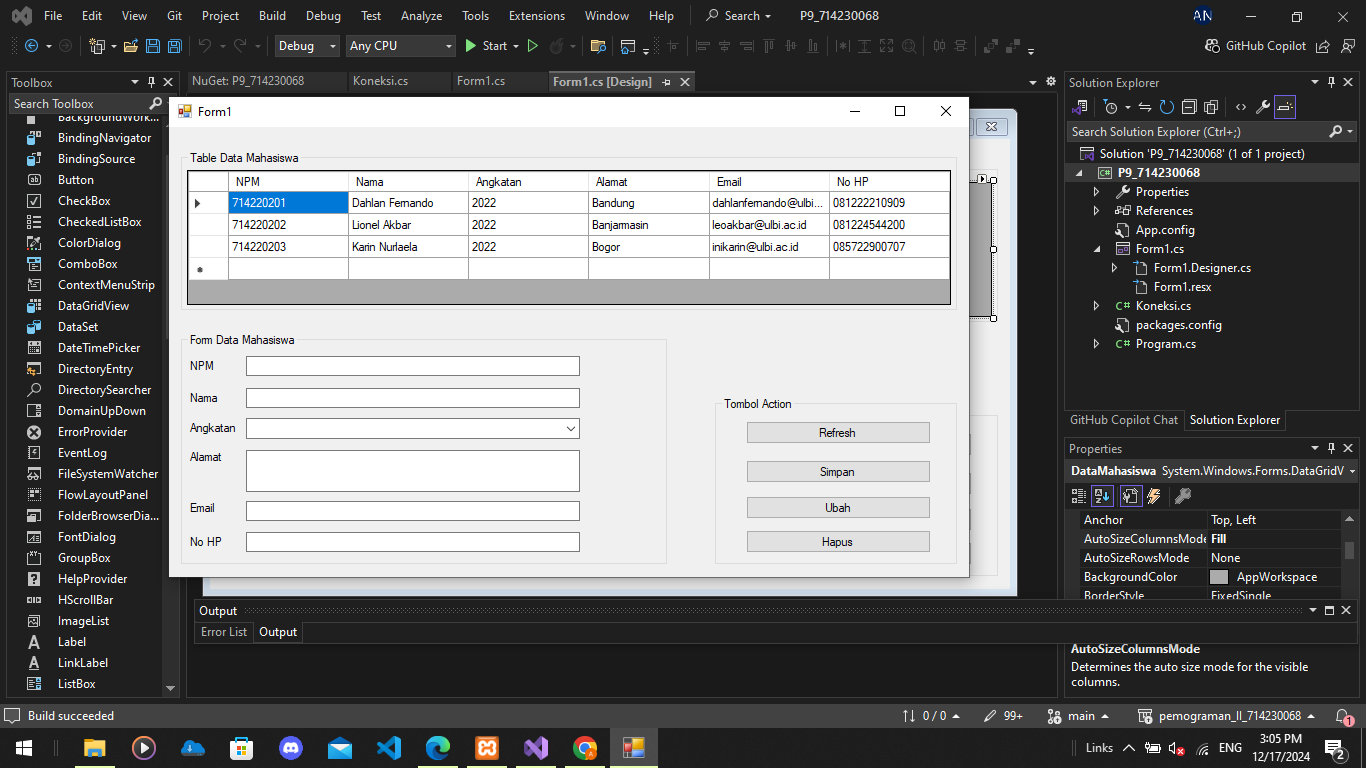 File Edit View Git Project Build Debug Test Analyze Tools Extensions Window Help Search P9_714230068 AN
Debug Any CPU Start GitHub Copilot
Toolbox
Search Toolbox
BackgroundWork...
BindingNavigator
BindingSource
Button
CheckBox
CheckedListBox
ColorDialog
ComboBox
ContextMenuStrip
DataGridView
DataSet
DateTimePicker
DirectoryEntry
DirectorySearcher
DomainUpDown
ErrorProvider
EventLog
FileSystemWatcher
FlowLayoutPanel
FolderBrowserDia...
FontDialog
GroupBox
HelpProvider
HScrollBar
ImageList
Label
LinkLabel
ListBox
NuGet: P9_714230068 Koneksi.cs Form1.cs Form1.cs [Design]
Form1
Table Data Mahasiswa
NPM Nama Angkatan Alamat Email No HP
714220201 Dahlan Fernando 2022 Bandung dahlanfernando@ulbi... 081222210909
714220202 Lionel Akbar 2022 Banjarmasin leoakbar@ulbi.ac.id 081224544200
714220203 Karin Nurlaela 2022 Bogor inikarin@ulbi.ac.id 085722900707
Form Data Mahasiswa
NPM
Nama
Angkatan
Alamat
Email
No HP
Tombol Action
Refresh
Simpan
Ubah
Hapus
Output
Error List Output
Solution Explorer
Search Solution Explorer (Ctrl+;)
Solution 'P9_714230068' (1 of 1 project)
P9_714230068
Properties
References
App.config
Form1.cs
Form1.Designer.cs
Form1.resx
Koneksi.cs
packages.config
Program.cs
GitHub Copilot Chat Solution Explorer
Properties
DataMahasiswa System.Windows.Forms.DataGridV
Anchor Top, Left
AutoSizeColumnsMode Fill
AutoSizeRowsMode None
BackgroundColor AppWorkspace
BorderStyle FixedSingle
AutoSizeColumnsMode
Determines the auto size mode for the visible
columns.
Build succeeded 0 / 0 99+ main pemograman_II_714230068 1
Links ENG 3:05 PM
12/17/2024 2